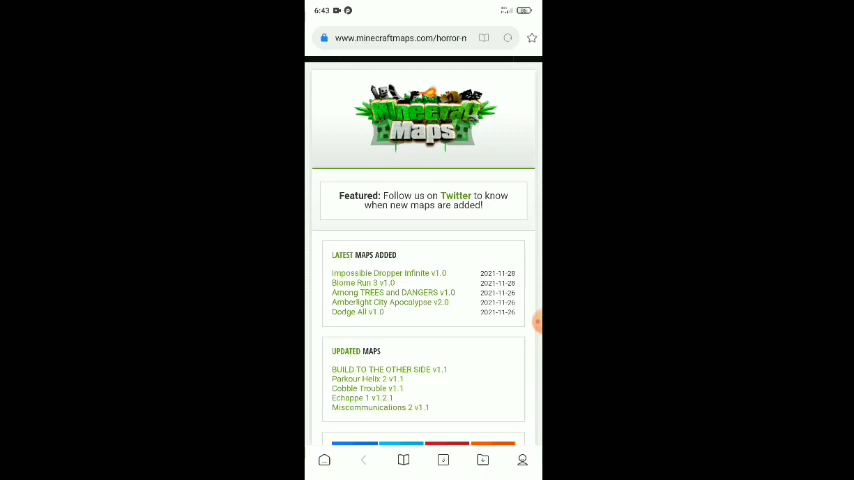 6:43
www.minecraftmaps.com/horror-m
Minecraft
Maps
Featured: Follow us on Twitter to know
when new maps are added!
LATEST MAPS ADDED
Impossible Dropper Infinite v1.0 2021-11-28
Biome Run 3 v1.0 2021-11-28
Among TREES and DANGERS v1.0 2021-11-26
Amberlight City Apocalypse v2.0 2021-11-26
Dodge All v1.0 2021-11-26
UPDATED MAPS
BUILD TO THE OTHER SIDE v1.1
Parkour Helix 2 v1.1
Cobble Trouble v1.1
Echappe 1 v1.2.1
Miscommunications 2 v1.1